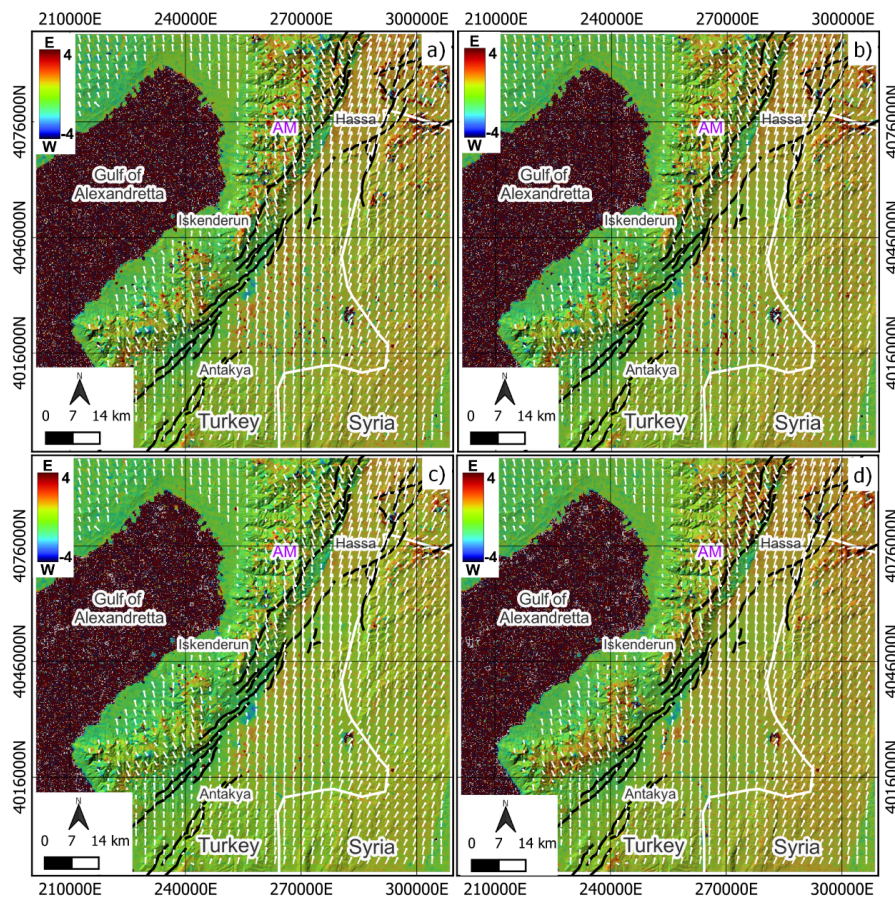 210000E 240000E 270000E 300000E 210000E 240000E 270000E 300000E
E
4
-4
W
a)
4076000N
4046000N
4016000N
AM
Hassa
Gulf of
Alexandretta
Iskenderun
Antakya
N
0 7 14 km
Turkey
Syria
E
4
-4
W
b)
4076000N
4046000N
4016000N
AM
Hassa
Gulf of
Alexandretta
Iskenderun
Antakya
N
0 7 14 km
Turkey
Syria
E
4
-4
W
c)
4076000N
4046000N
4016000N
AM
Hassa
Gulf of
Alexandretta
Iskenderun
Antakya
N
0 7 14 km
Turkey
Syria
E
4
-4
W
d)
4076000N
4046000N
4016000N
AM
Hassa
Gulf of
Alexandretta
Iskenderun
Antakya
N
0 7 14 km
Turkey
Syria
210000E 240000E 270000E 300000E 210000E 240000E 270000E 300000E